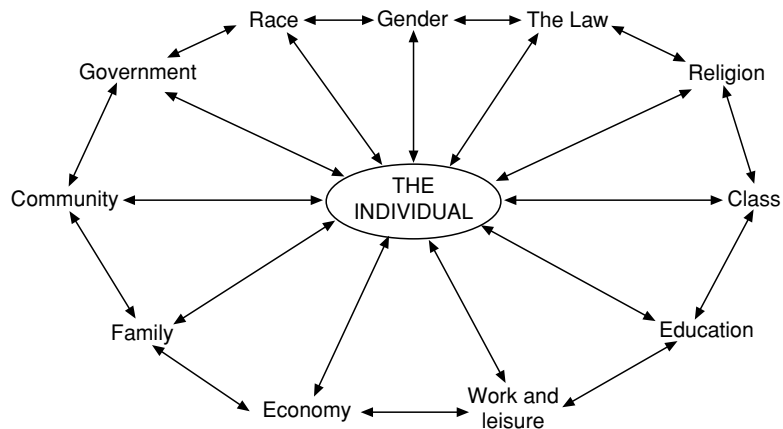 Race
Gender
The Law
Government
Religion
THE
INDIVIDUAL
Community
Class
Family
Education
Economy
Work and
leisure